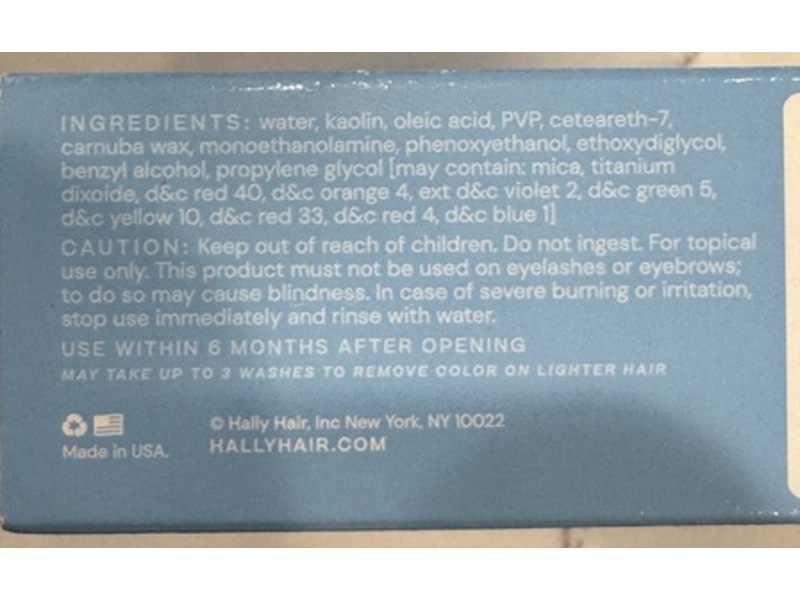 INGREDIENTS: water, kaolin, oleic acid, PVP, ceteareth-7,
carnuba wax, monoethanolamine, phenoxyethanol, ethoxydiglycol,
benzyl alcohol, propylene glycol [may contain: mica, titanium
dixoide, d&c red 40, d&c orange 4, ext d&c violet 2, d&c green 5,
d&c yellow 10, d&c red 33, d&c red 4, d&c blue 1]
CAUTION: Keep out of reach of children. Do not ingest. For topical
use only. This product must not be used on eyelashes or eyebrows;
to do so may cause blindness. In case of severe burning or irritation,
stop use immediately and rinse with water.
USE WITHIN 6 MONTHS AFTER OPENING
MAY TAKE UP TO 3 WASHES TO REMOVE COLOR ON LIGHTER HAIR
Made in USA.
© Hally Hair, Inc New York, NY 10022
HALLYHAIR.COM